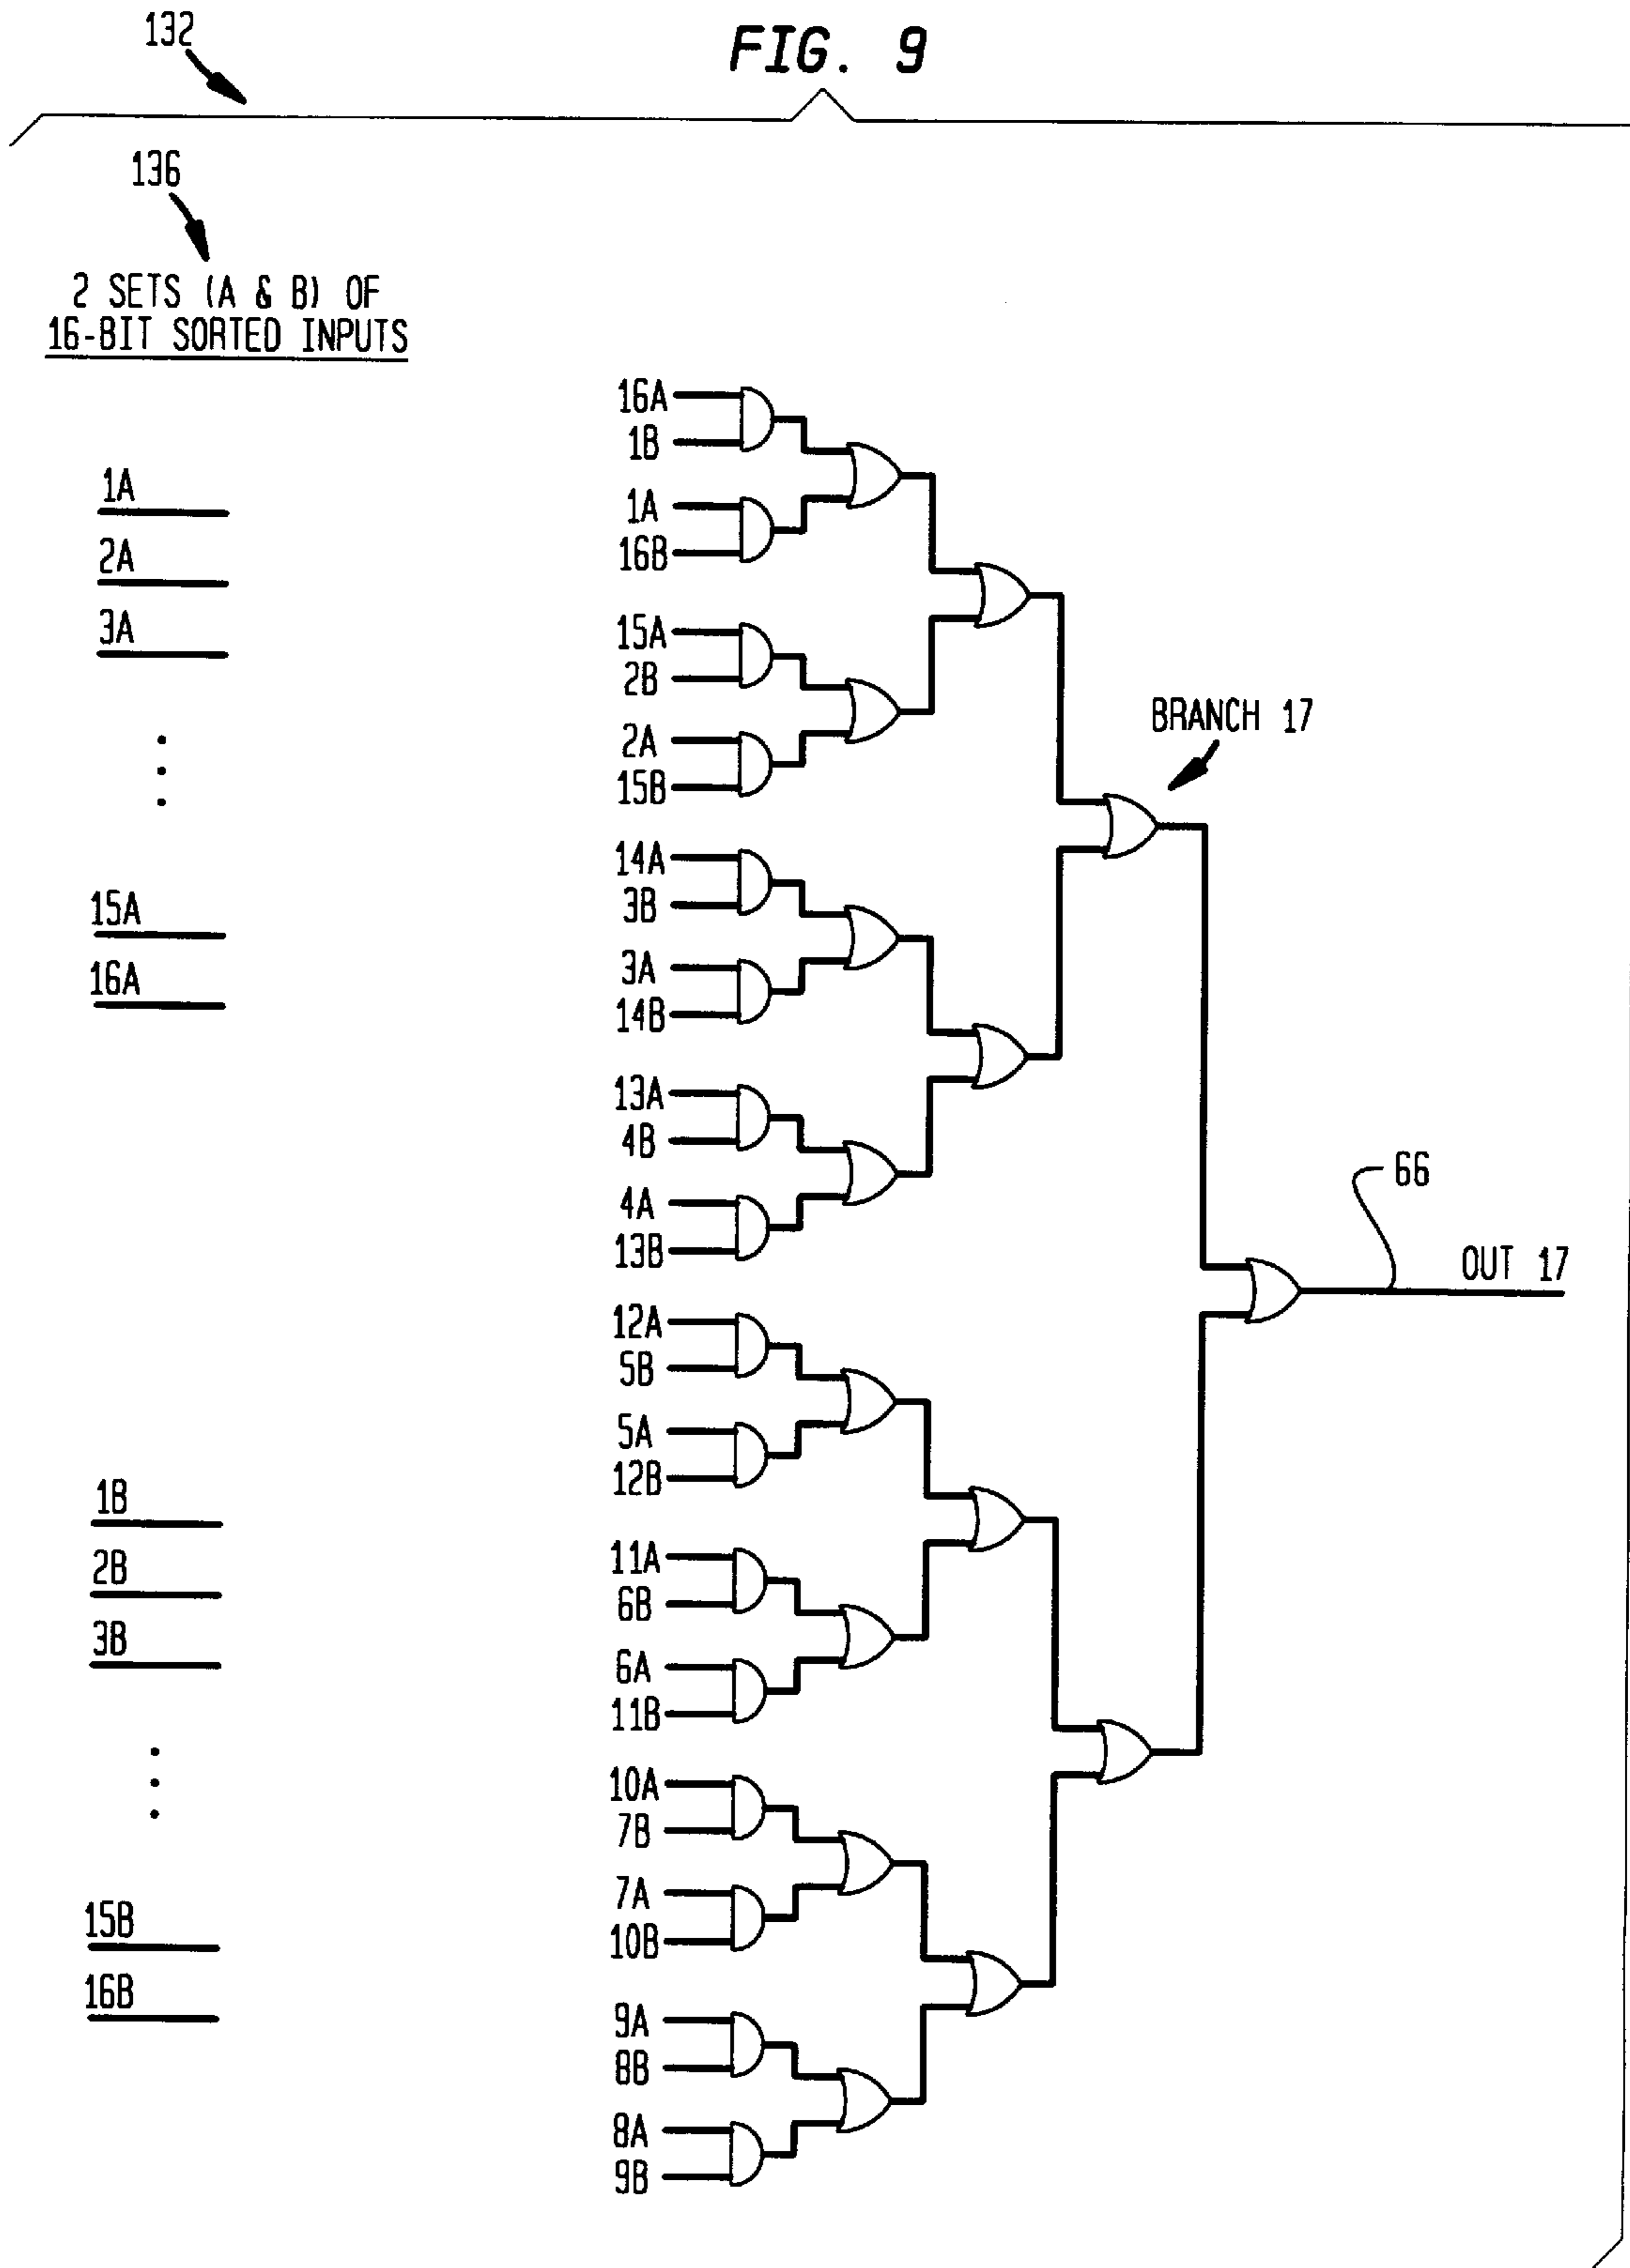 132
FIG. 9
136
2 SETS (A & B) OF
16-BIT SORTED INPUTS
1A
2A
3A
15A
16A
1B
2B
3B
15B
16B
16A
1B
1A
16B
15A
2B
2A
15B
14A
3B
3A
14B
13A
4B
4A
13B
12A
5B
5A
12B
11A
6B
6A
11B
10A
7B
7A
10B
9A
8B
8A
9B
BRANCH 17
66
OUT 17